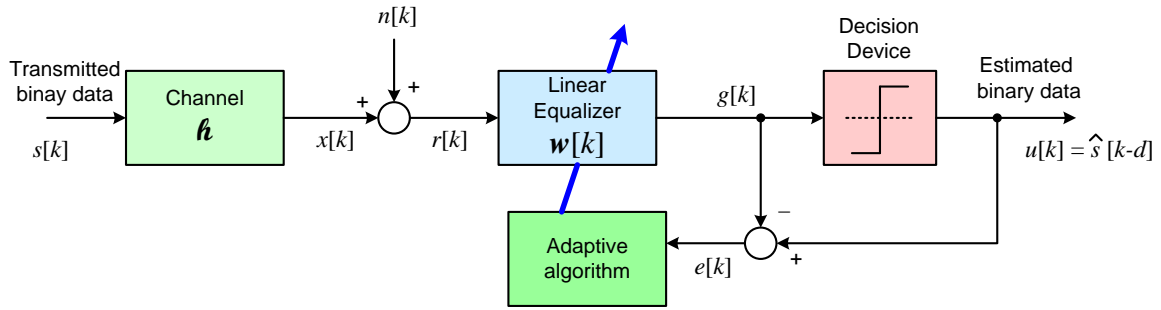 n[k]
Transmitted
binay data
s[k]
Channel
h
+
+
x[k]
r[k]
Linear
Equalizer
w[k]
g[k]
Decision
Device
Estimated
binary data
u[k] = ŝ [k-d]
Adaptive
algorithm
e[k]
−
+